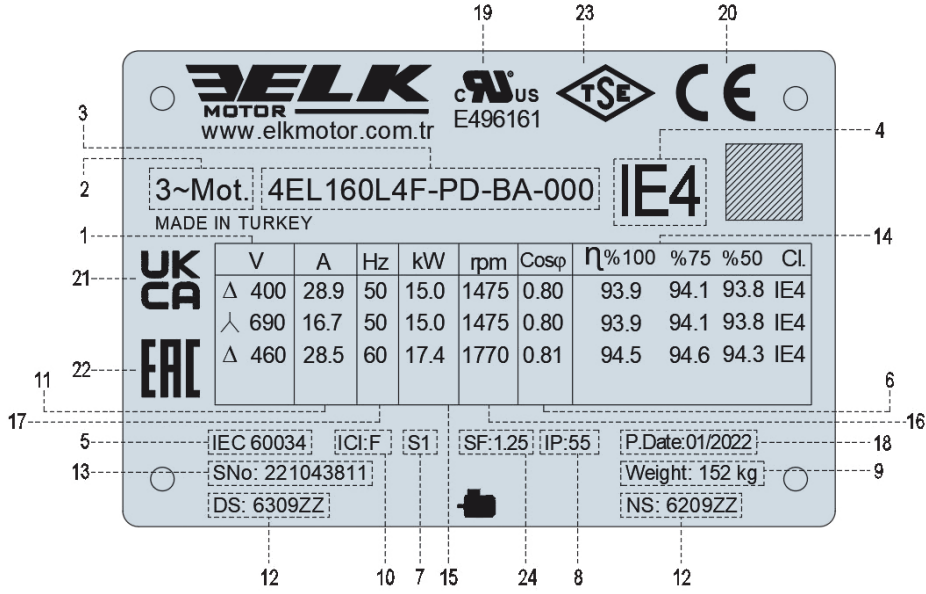 19 23 20
ELK
MOTOR
www.elkmotor.com.tr
c RU US
E496161
TSE
CE
3
4
2
3~Mot. 4EL160L4F-PD-BA-000 IE4
MADE IN TURKEY
1
14
UK
CA
21
V A Hz kW rpm Cosφ η%100 %75 %50 Cl.
Δ 400 28.9 50 15.0 1475 0.80 93.9 94.1 93.8 IE4
⅄ 690 16.7 50 15.0 1475 0.80 93.9 94.1 93.8 IE4
Δ 460 28.5 60 17.4 1770 0.81 94.5 94.6 94.3 IE4
22
EAC
11
6
17
16
5 IEC 60034 ICI:F S1 SF:1.25 IP:55 P.Date:01/2022 18
13 SNo: 221043811 Weight: 152 kg 9
DS: 6309ZZ NS: 6209ZZ
12 10 7 15 24 8 12